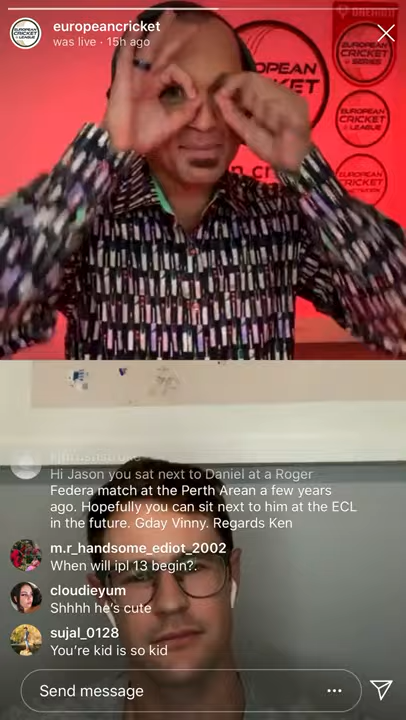 europeancricket
was live · 15h ago
DREAM11
EUROPEAN
CRICKET
SERIES
EUROPEAN
CRICKET
LEAGUE
EUROPEAN
CRICKET
NETWORK
Hi Jason you sat next to Daniel at a Roger
Federa match at the Perth Arean a few years
ago. Hopefully you can sit next to him at the ECL
in the future. Gday Vinny. Regards Ken
m.r_handsome_ediot_2002
When will ipl 13 begin?.
cloudieyum
Shhhh he's cute
sujal_0128
You're kid is so kid
Send message